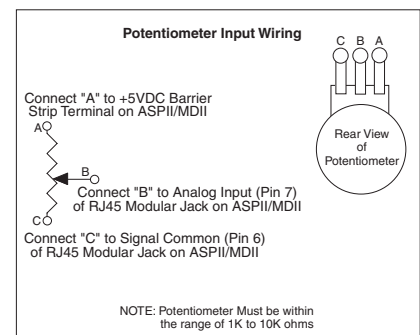 Potentiometer Input Wiring
C B A
Connect "A" to +5VDC Barrier
Strip Terminal on ASPII/MDII
A
Rear View
of
Potentiometer
B
Connect "B" to Analog Input (Pin 7)
of RJ45 Modular Jack on ASPII/MDII
C
Connect "C" to Signal Common (Pin 6)
of RJ45 Modular Jack on ASPII/MDII
NOTE: Potentiometer Must be within
the range of 1K to 10K ohms